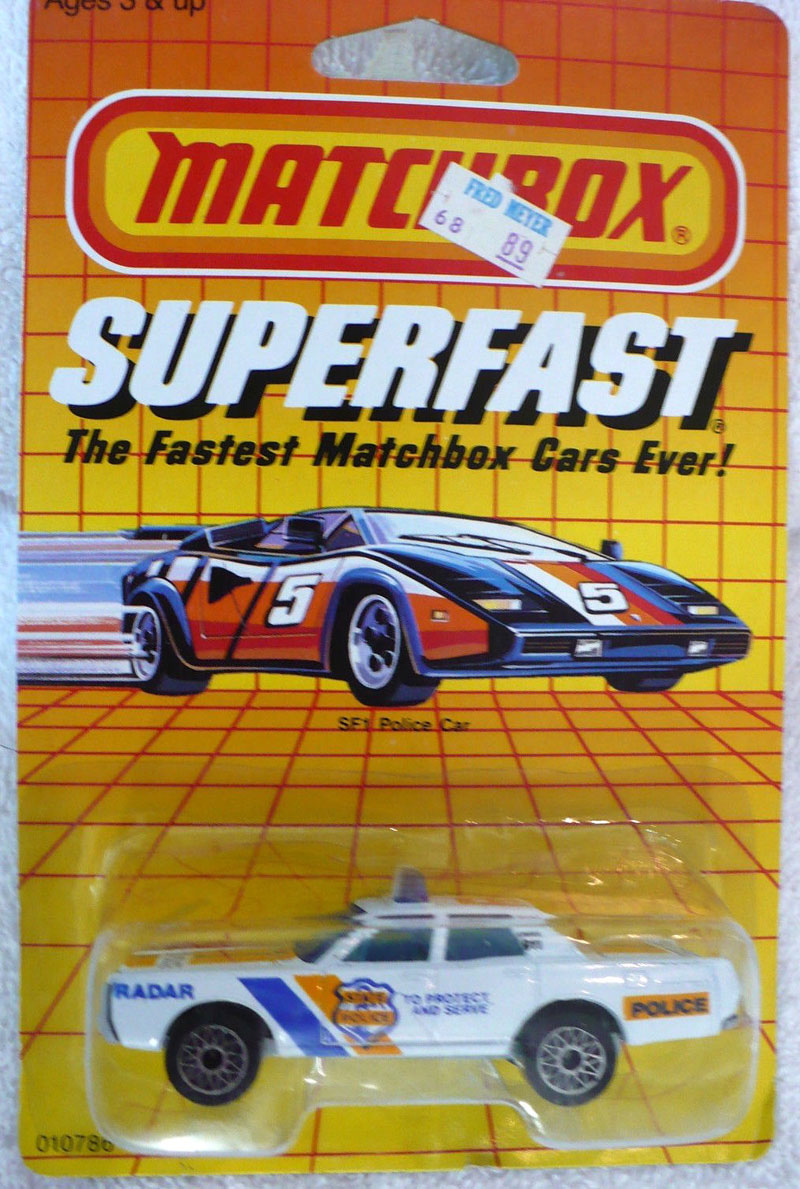 Ages 3 & up
MATCHBOX®
FRED MEYER
68 89
SUPERFAST®
The Fastest Matchbox Cars Ever!
5 5
SF1 Police Car
RADAR
STATE
POLICE
TO PROTECT
AND SERVE
POLICE
010786